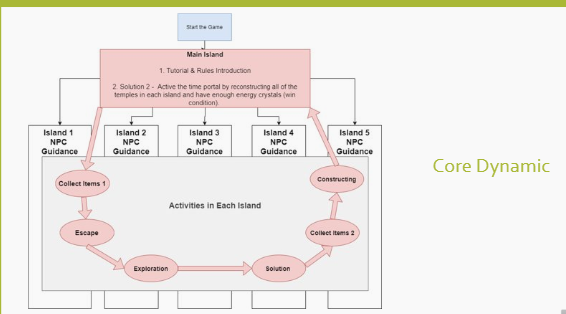 Start the Game
Main Island
1. Tutorial & Rules Introduction
2. Solution 2 - Active the time portal by reconstructing all of the
temples in each island and have enough energy crystals (win
condition)
Island 1
NPC
Guidance
Island 2
NPC
Guidance
Island 3
NPC
Guidance
Island 4
NPC
Guidance
Island 5
NPC
Guidance
Core Dynamic
Collect Items 1
Constructing
Activities in Each Island
Escape
Collect Items 2
Exploration
Solution